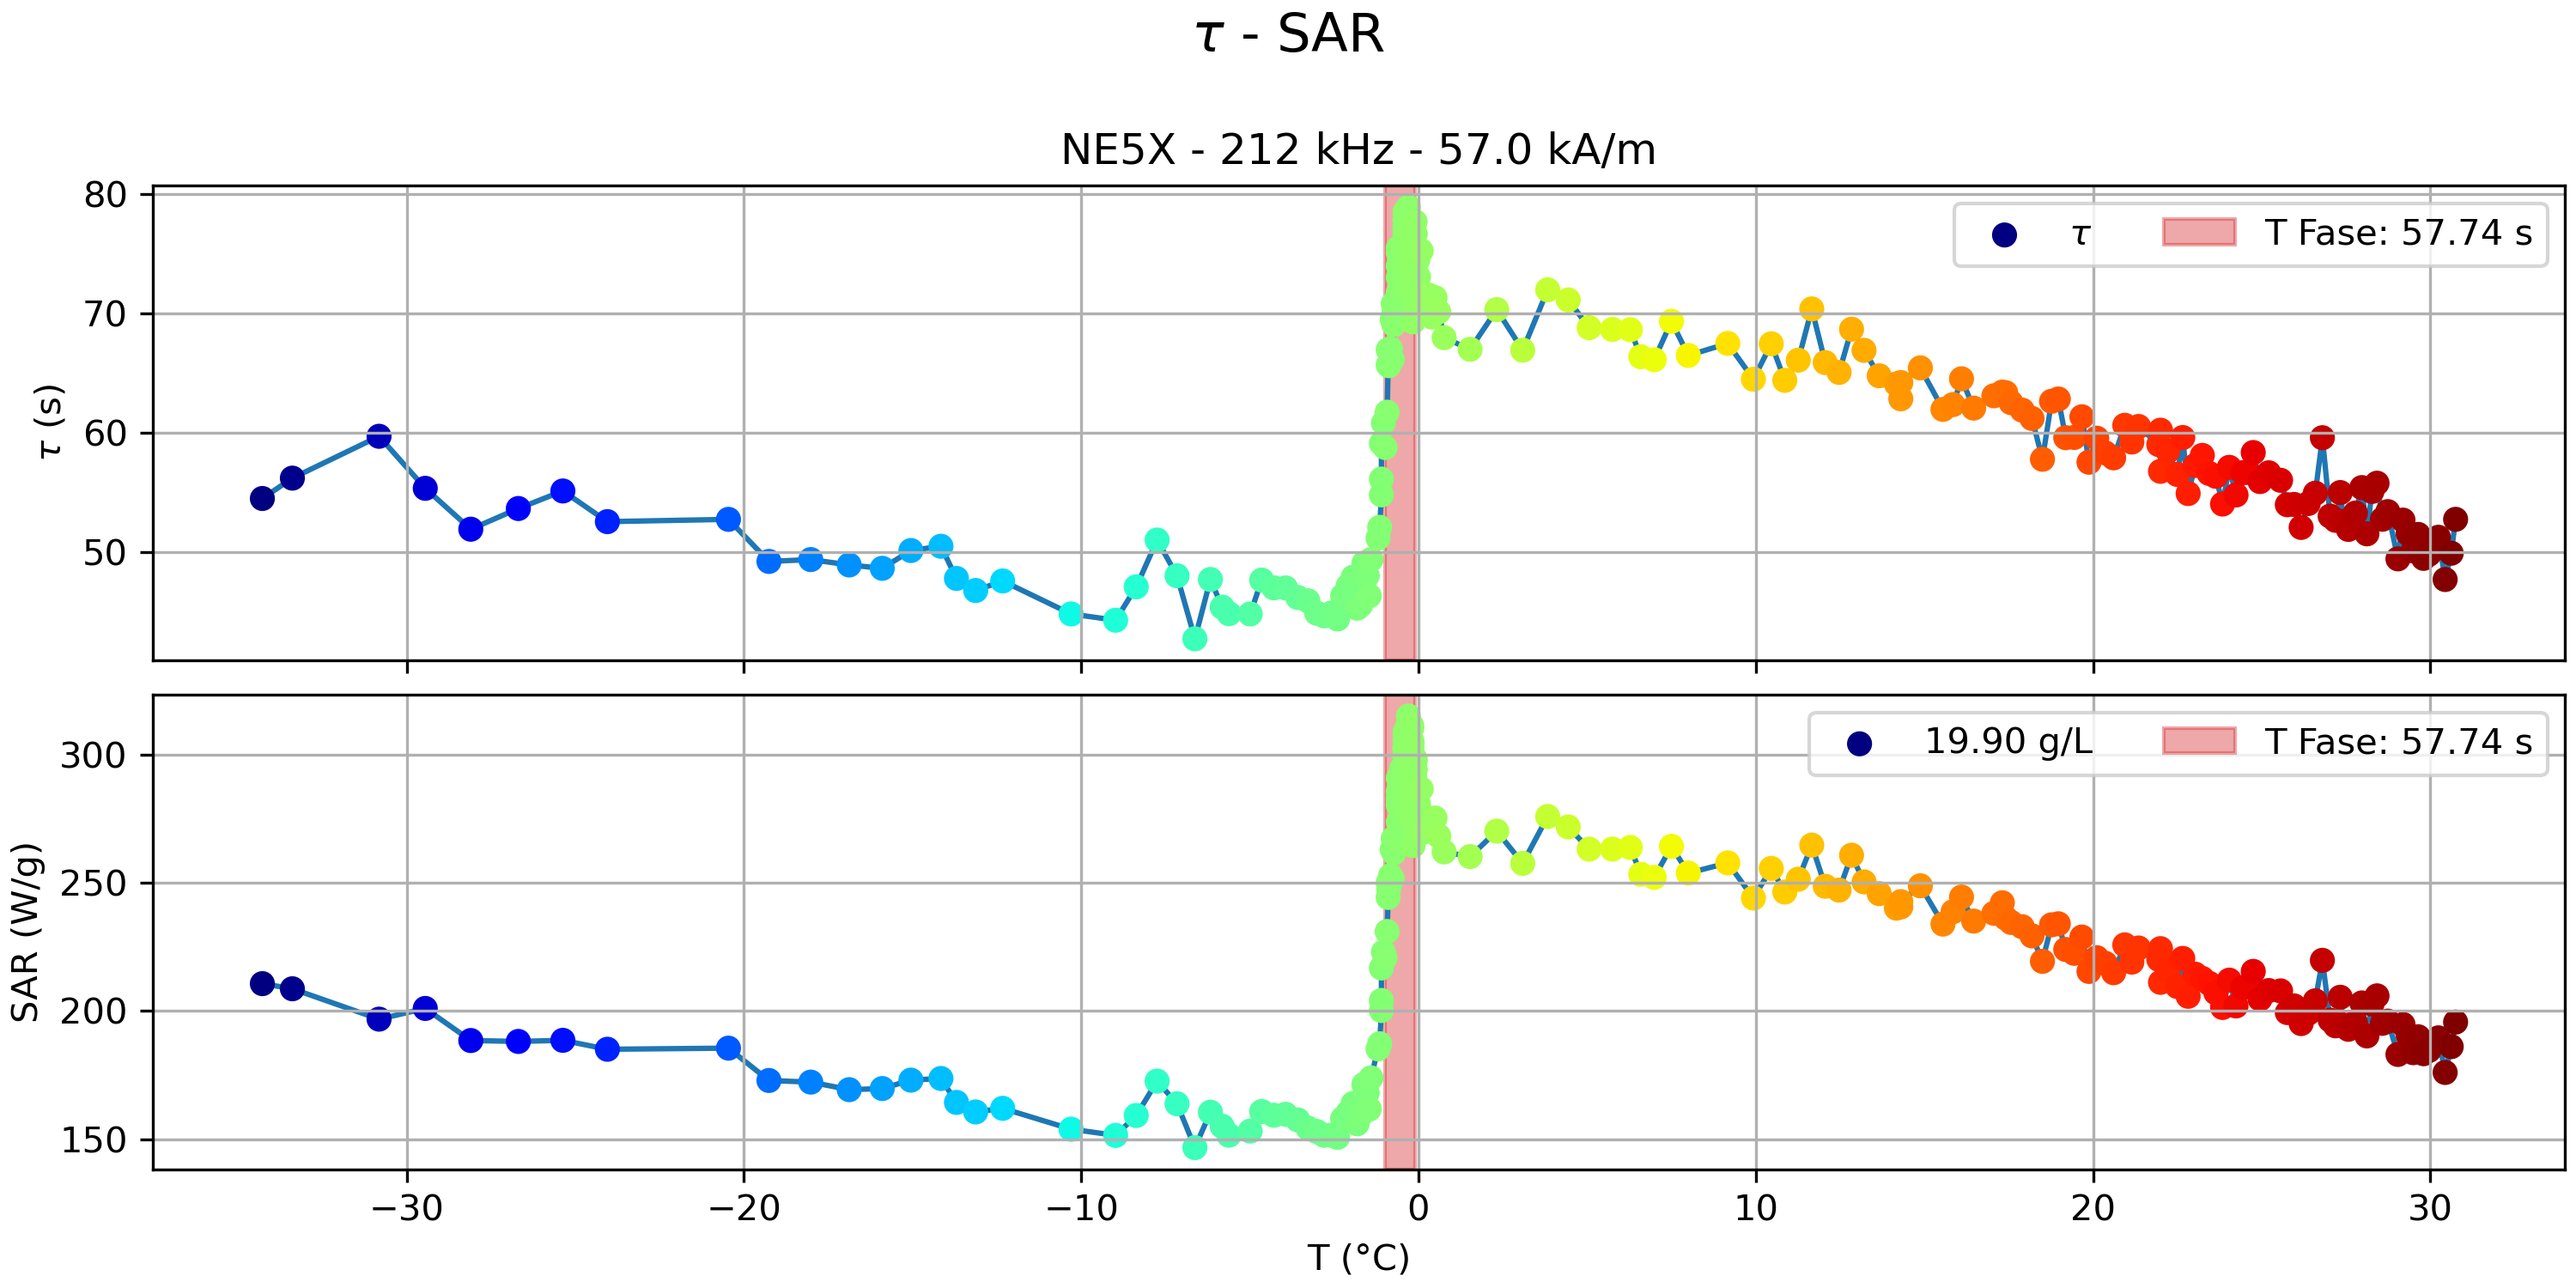 τ - SAR
NE5X - 212 kHz - 57.0 kA/m
80
70
60
50
τ (s)
τ
T Fase: 57.74 s
300
250
200
150
SAR (W/g)
19.90 g/L
T Fase: 57.74 s
−30
−20
−10
0
10
20
30
T (°C)